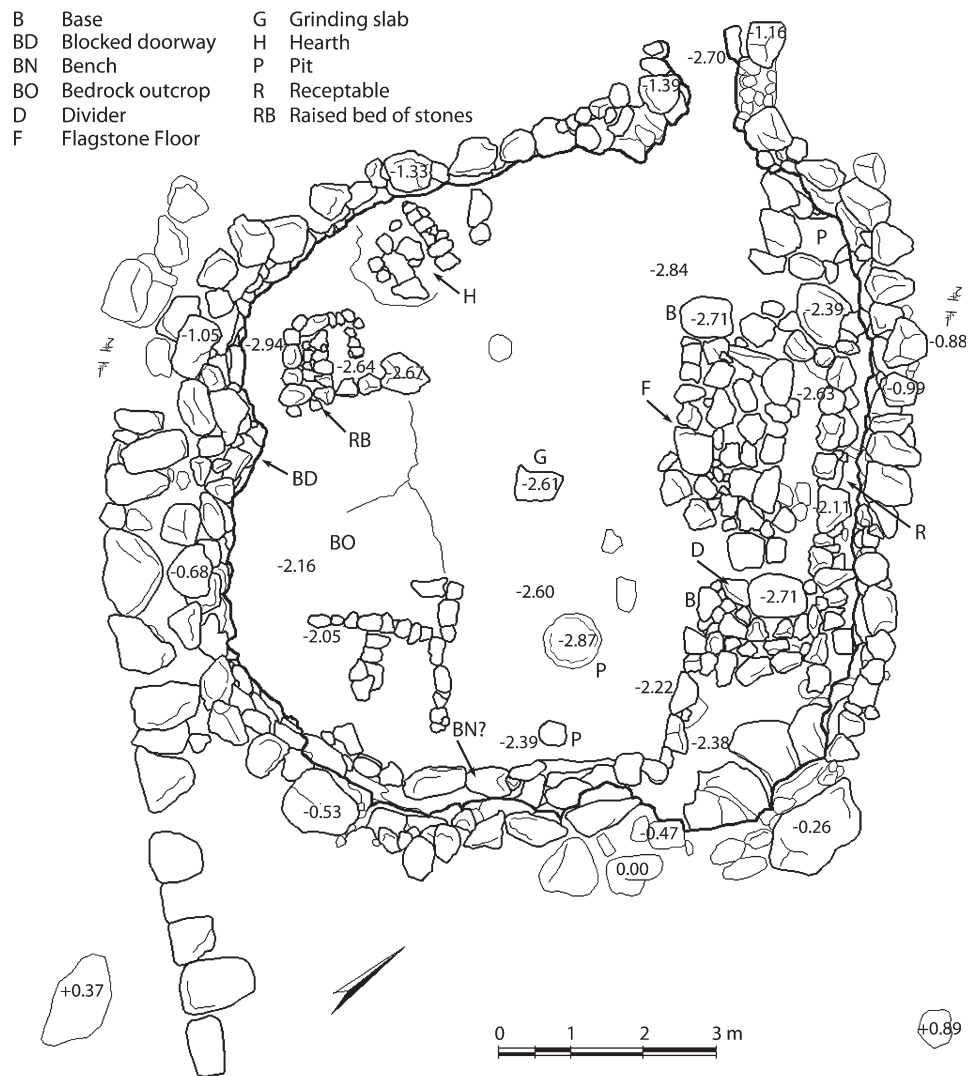 B Base
BD Blocked doorway
BN Bench
BO Bedrock outcrop
D Divider
F Flagstone Floor
G Grinding slab
H Hearth
P Pit
R Receptable
RB Raised bed of stones
-1.16
-2.70
-1.39
-1.33
P
-2.84
H
B
-2.71
-2.39
-1.05
-2.94
-0.88
-2.64
-2.67
-0.99
-2.63
F
RB
G
BD
-2.61
-2.11
R
BO
D
-2.16
-0.68
-2.60
B
-2.71
-2.05
-2.87
P
-2.22
BN?
-2.39
P
-2.38
-0.53
-0.47
-0.26
0.00
+0.37
0 1 2 3 m
+0.89